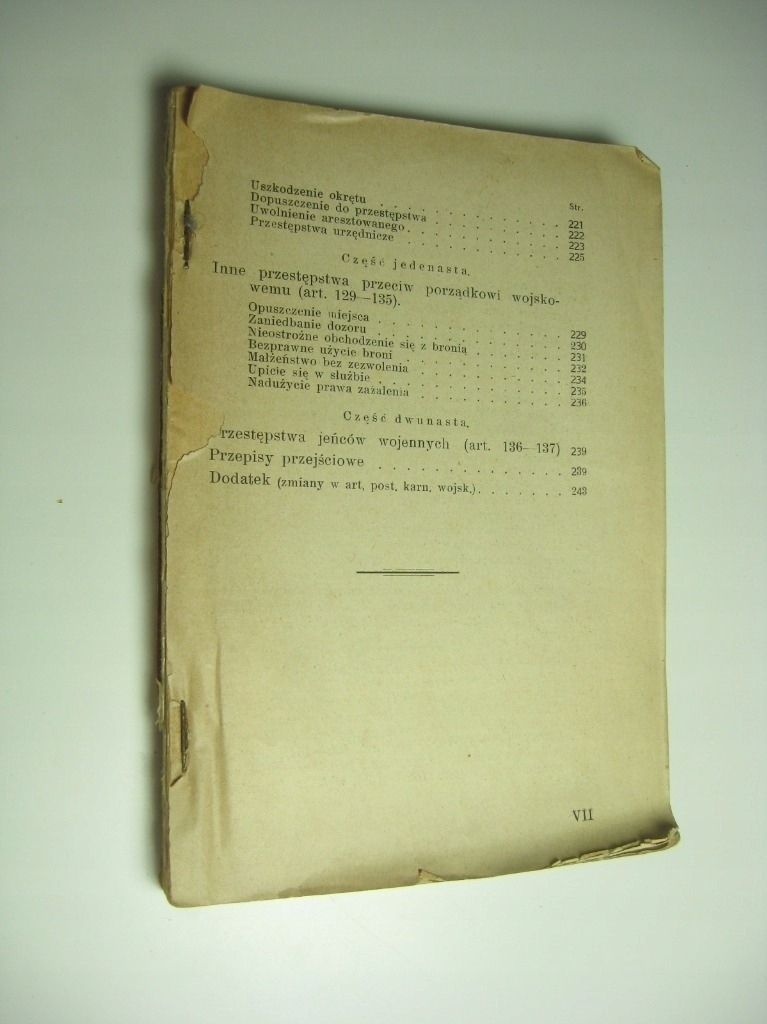 Str.
Uszkodzenie okrętu . . . . . . . . . . . . . . 221
Dopuszczenie do przestępstwa . . . . . . . . . . 222
Uwolnienie aresztowanego . . . . . . . . . . . . 223
Przestępstwa urzędnicze . . . . . . . . . . . . 225
Część jedenasta.
Inne przestępstwa przeciw porządkowi wojsko-
wemu (art. 129—135).
Opuszczenie miejsca . . . . . . . . . . . . . . 229
Zaniedbanie dozoru . . . . . . . . . . . . . . 230
Nieostrożne obchodzenie się z bronią . . . . . . . 231
Bezprawne użycie broni . . . . . . . . . . . . 232
Małżeństwo bez zezwolenia . . . . . . . . . . . 234
Upicie się w służbie . . . . . . . . . . . . . . 235
Nadużycie prawa zażalenia . . . . . . . . . . . 236
Część dwunasta.
rzestępstwa jeńców wojennych (art. 136—137) 239
Przepisy przejściowe . . . . . . . . . . . . . . 239
Dodatek (zmiany w art. post. karn. wojsk.) . . . . . . . 243
VII